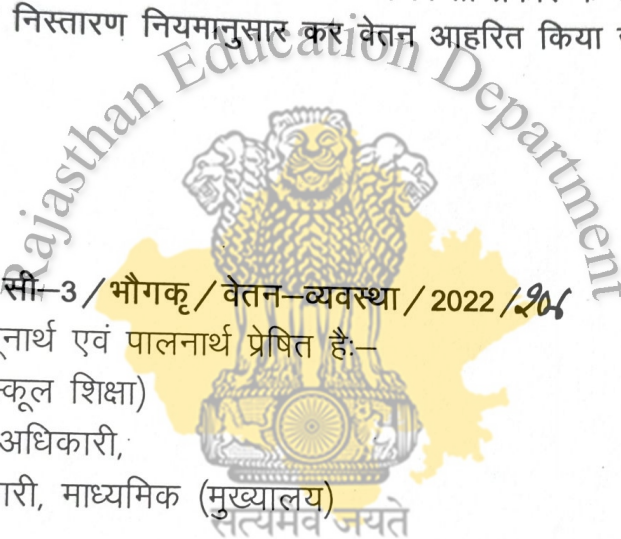 निस्तारण नियमानुसार कर वेतन आहरित किया
Rajasthan Education Department
सी–3 / भौगकृ / वेतन–व्यवस्था / 2022 /206
नार्थ एवं पालनार्थ प्रेषित है:–
स्कूल शिक्षा)
अधिकारी,
ारी, माध्यमिक (मुख्यालय)
सत्यमेव जयते